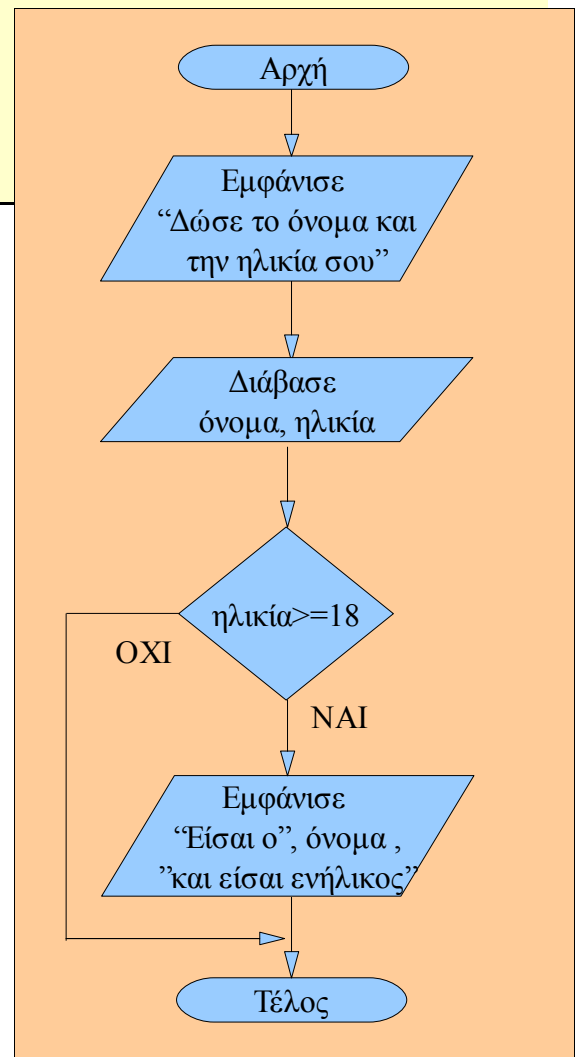 Αρχή
Εμφάνισε
“Δώσε το όνομα και
την ηλικία σου”
Διάβασε
όνομα, ηλικία
ηλικία>=18
ΟΧΙ
ΝΑΙ
Εμφάνισε
“Είσαι ο”, όνομα ,
”και είσαι ενήλικος”
Τέλος